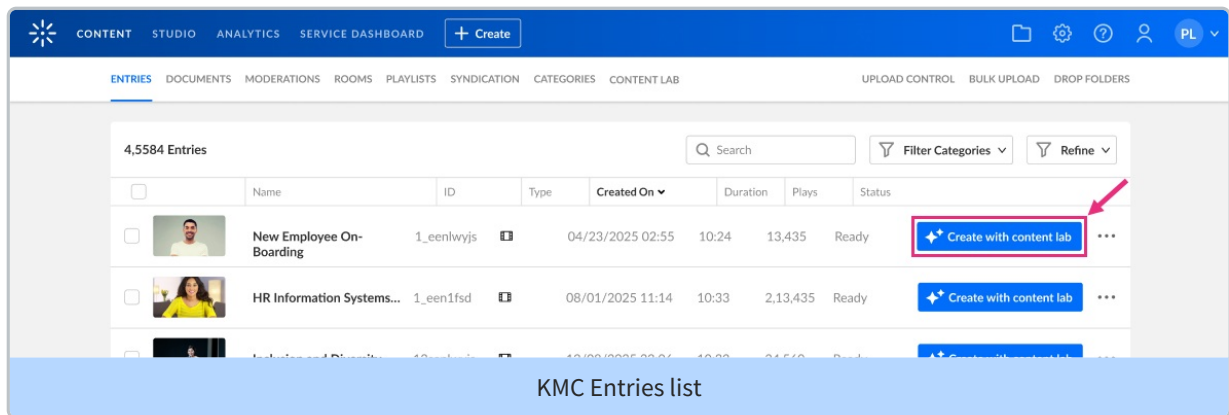 CONTENT STUDIO ANALYTICS SERVICE DASHBOARD + Create PL
ENTRIES DOCUMENTS MODERATIONS ROOMS PLAYLISTS SYNDICATION CATEGORIES CONTENT LAB UPLOAD CONTROL BULK UPLOAD DROP FOLDERS
4,5584 Entries Search Filter Categories Refine
Name ID Type Created On Duration Plays Status
New Employee On-
Boarding 1_eenlwyjs 04/23/2025 02:55 10:24 13,435 Ready Create with content lab
HR Information Systems... 1_een1fsd 08/01/2025 11:14 10:33 2,13,435 Ready Create with content lab
KMC Entries list